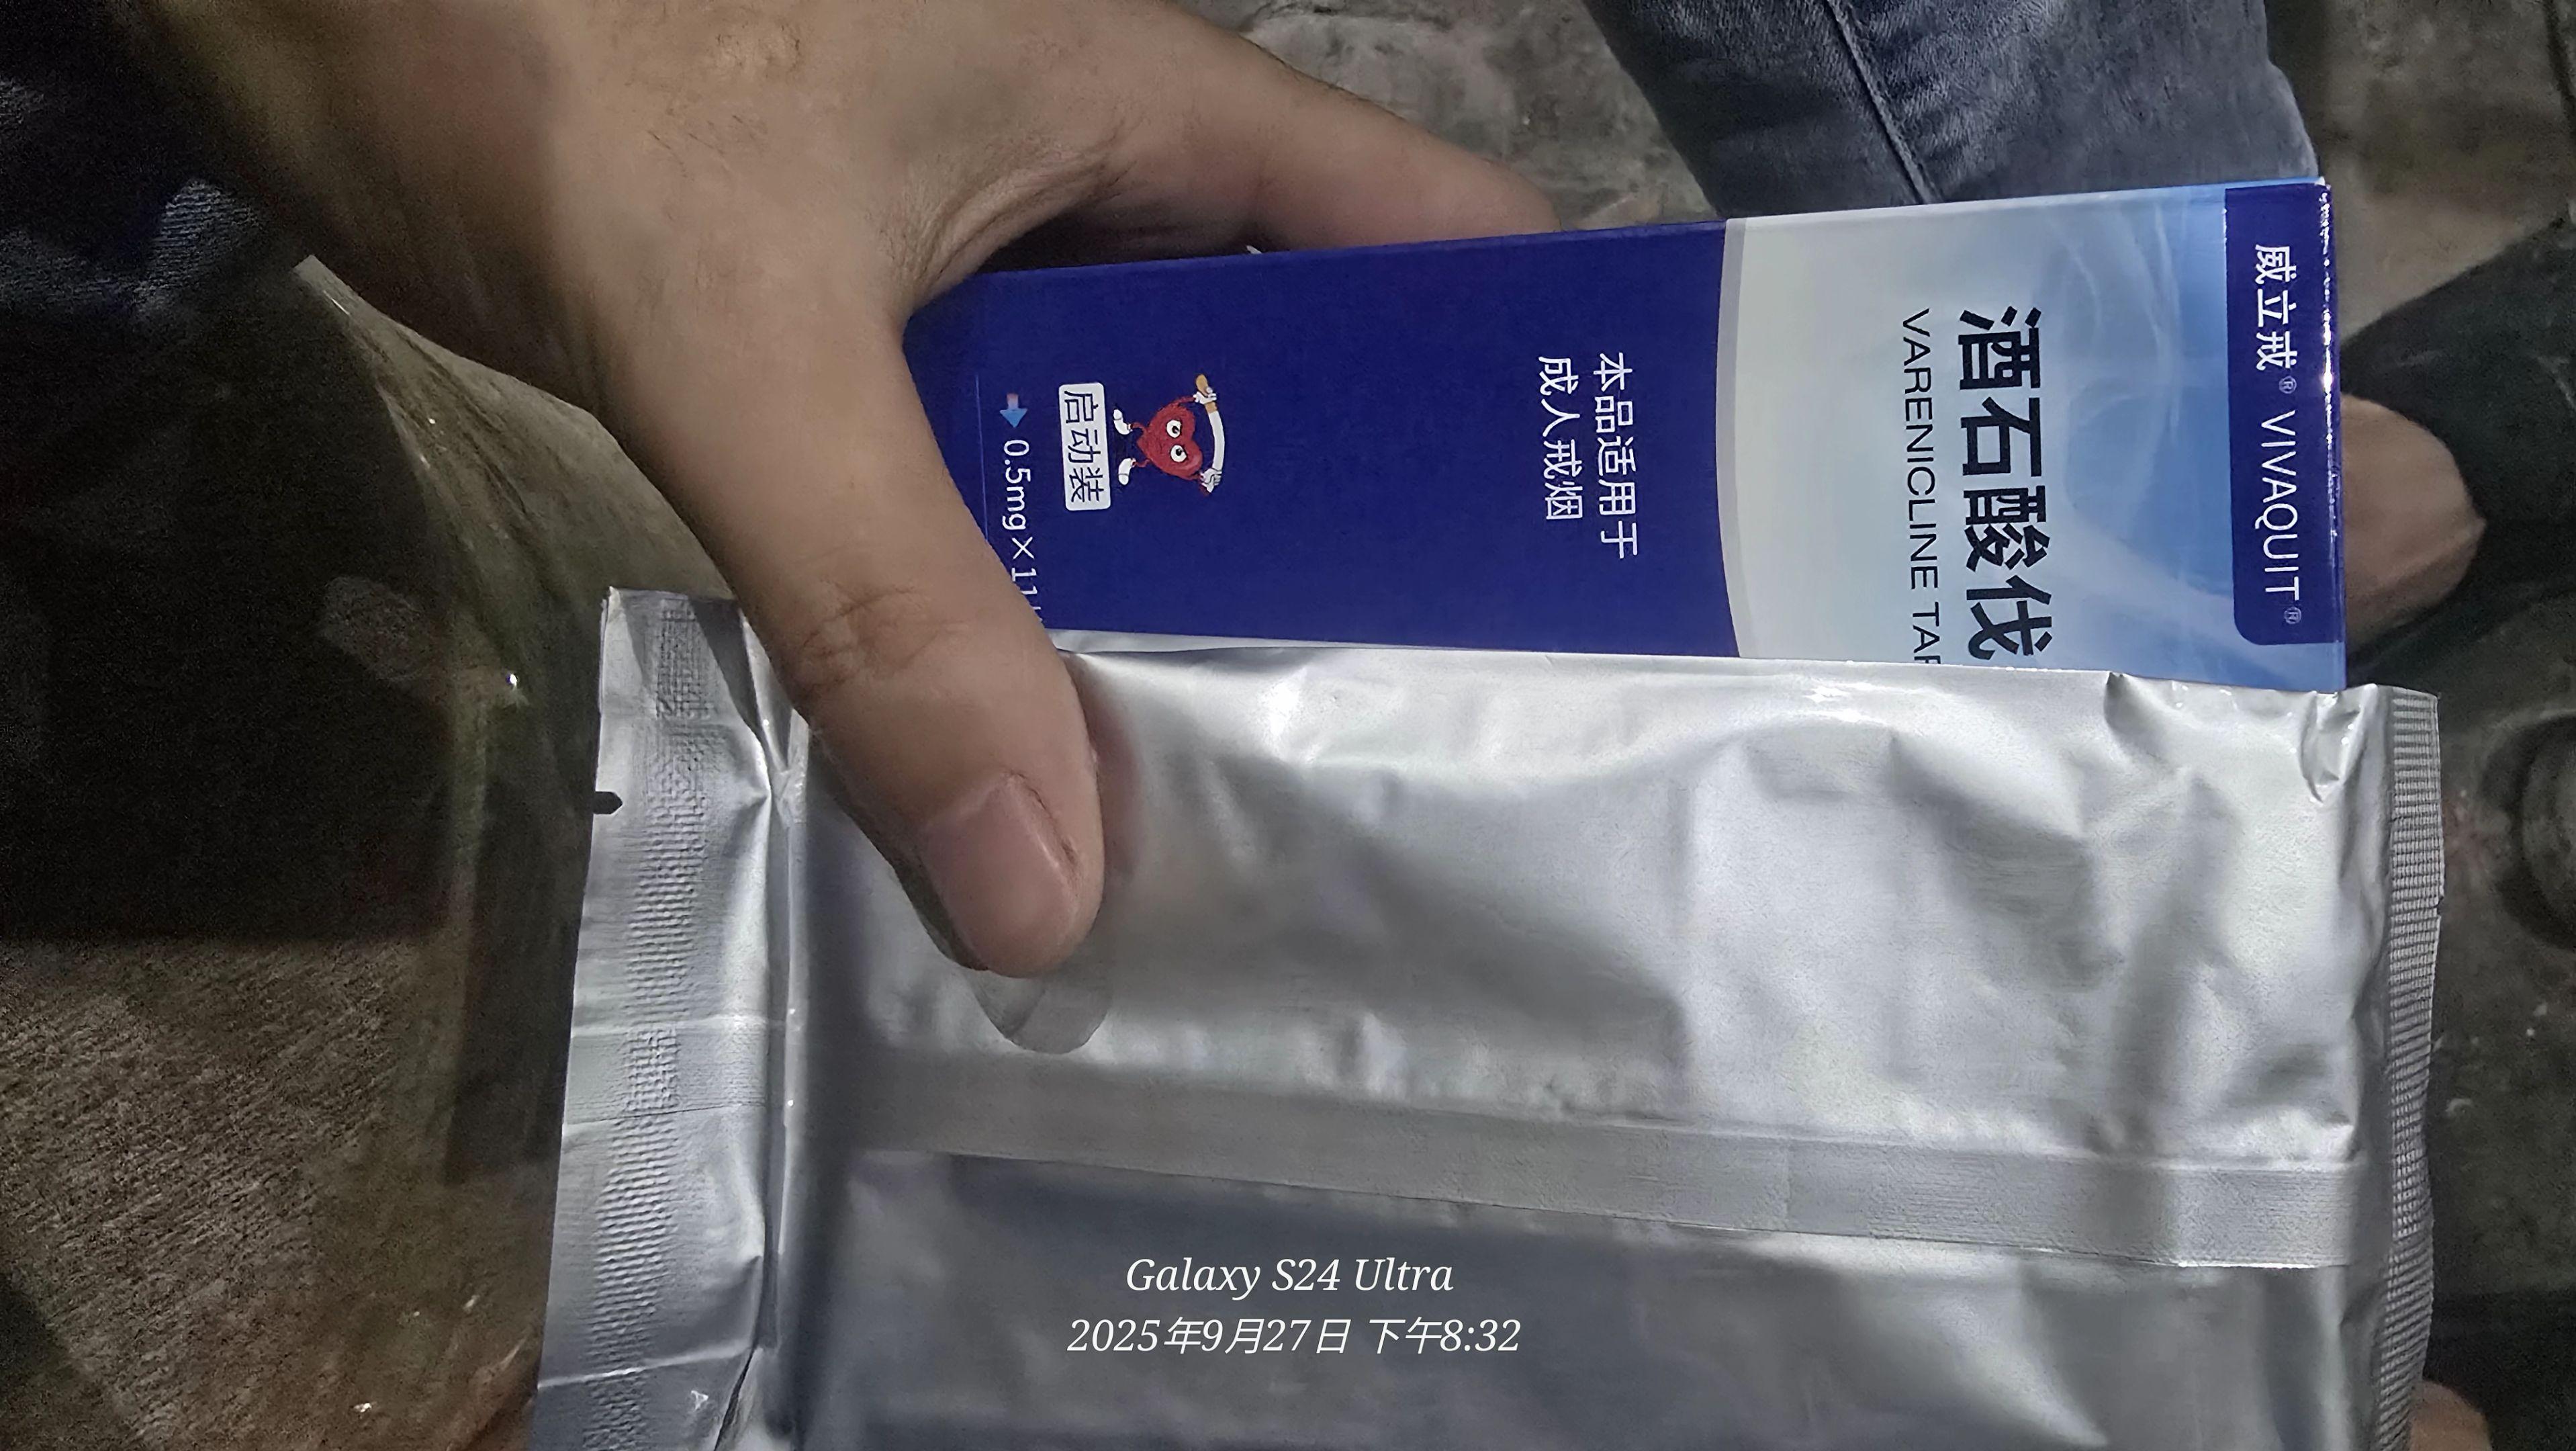 威立戒® VIVAQUIT®
酒石酸伐
VARENICLINE TAB
本品适用于
成人戒烟
启动装
0.5mg×11
Galaxy S24 Ultra
2025年9月27日 下午8:32